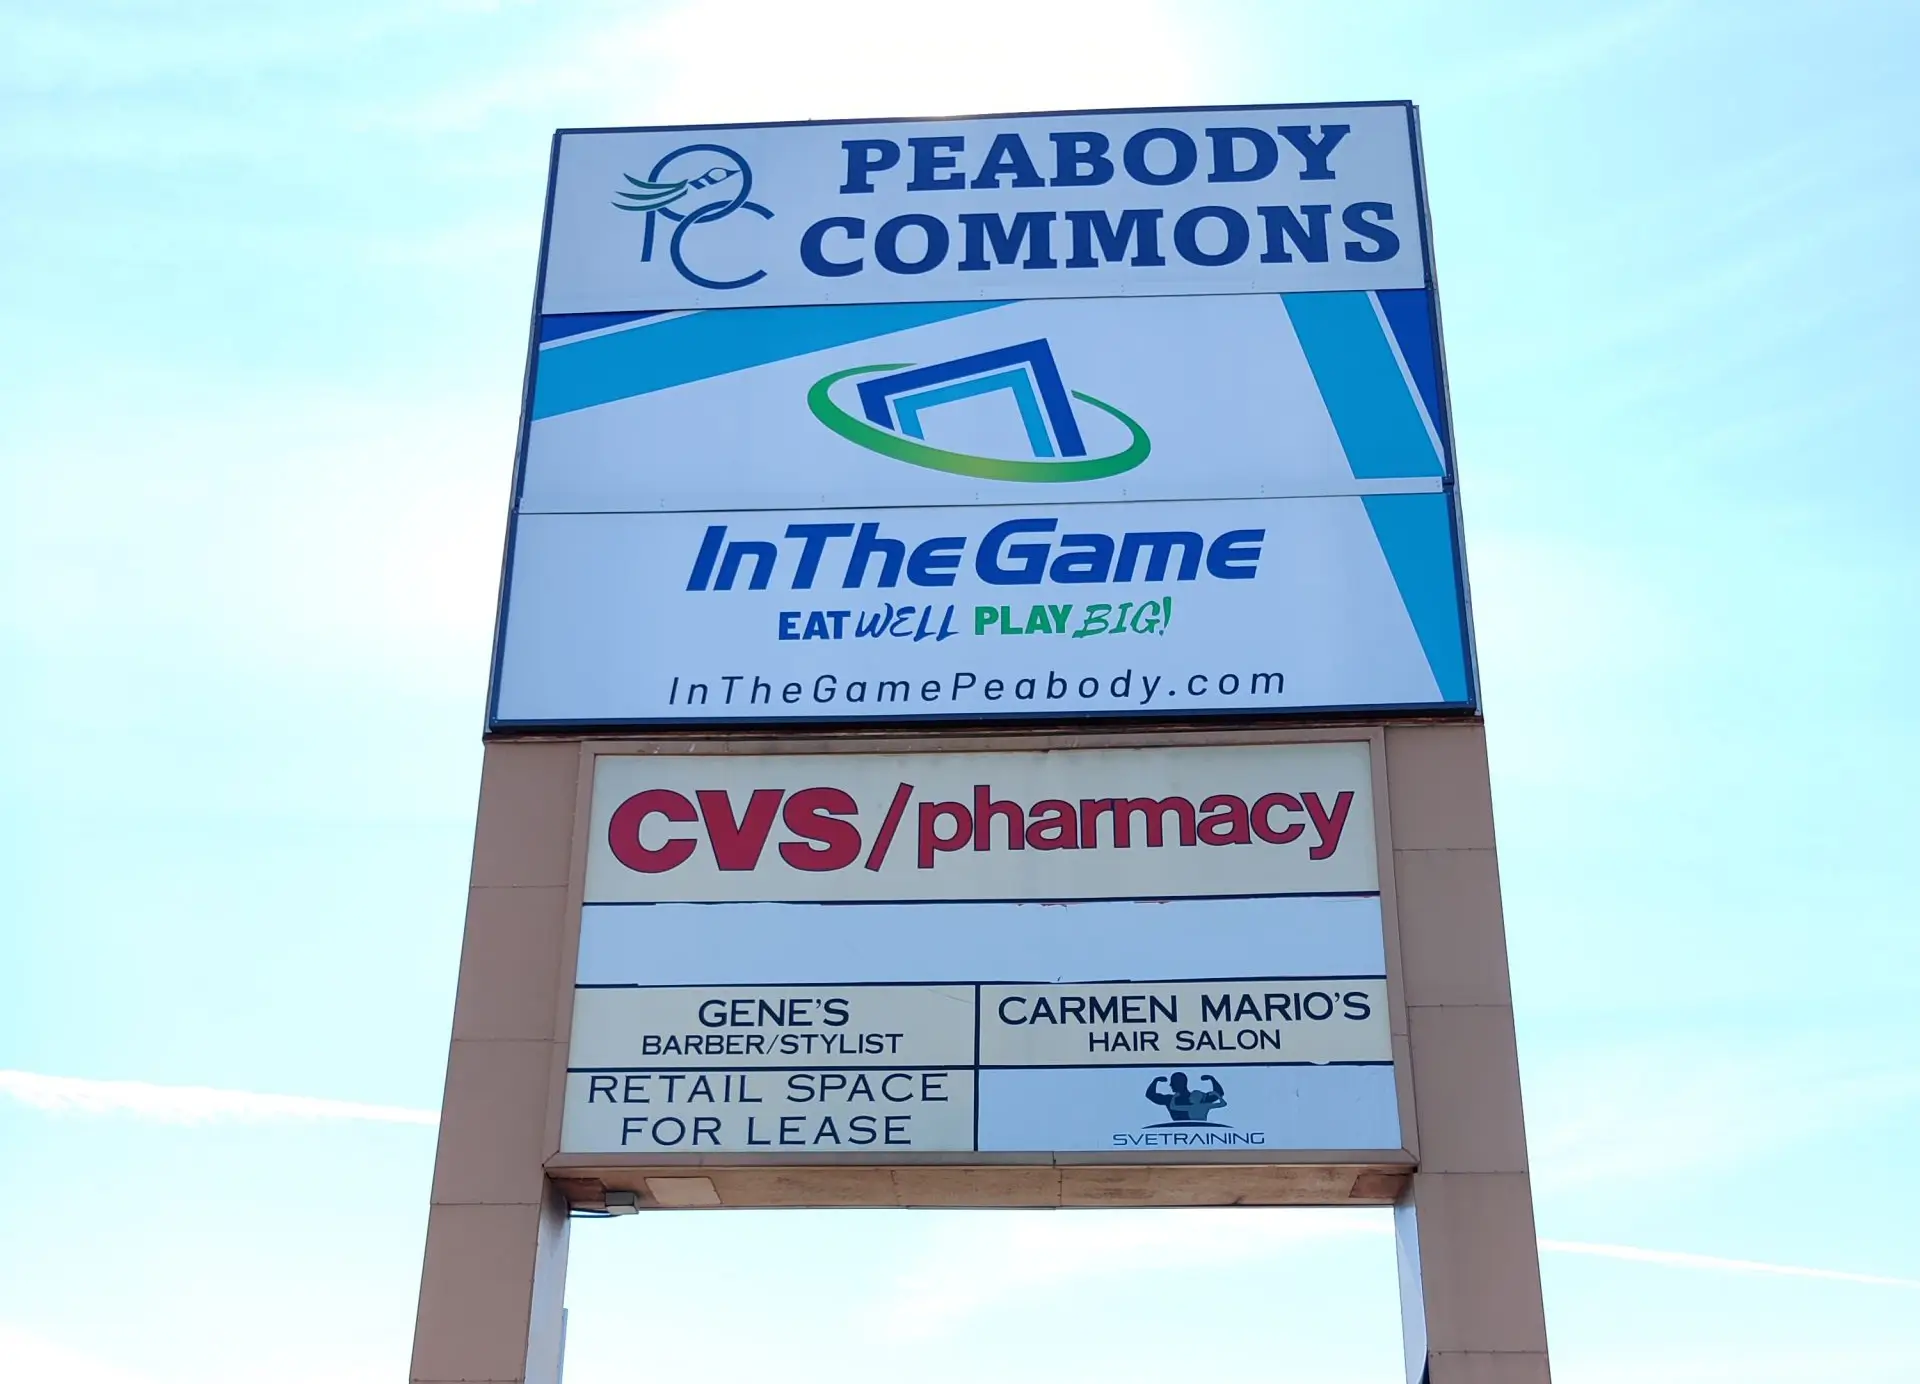 PC
PEABODY
COMMONS
InTheGame
EAT WELL PLAY BIG!
InTheGamePeabody.com
CVS/pharmacy
GENE'S
BARBER/STYLIST
CARMEN MARIO'S
HAIR SALON
RETAIL SPACE
FOR LEASE
SVETRAINING